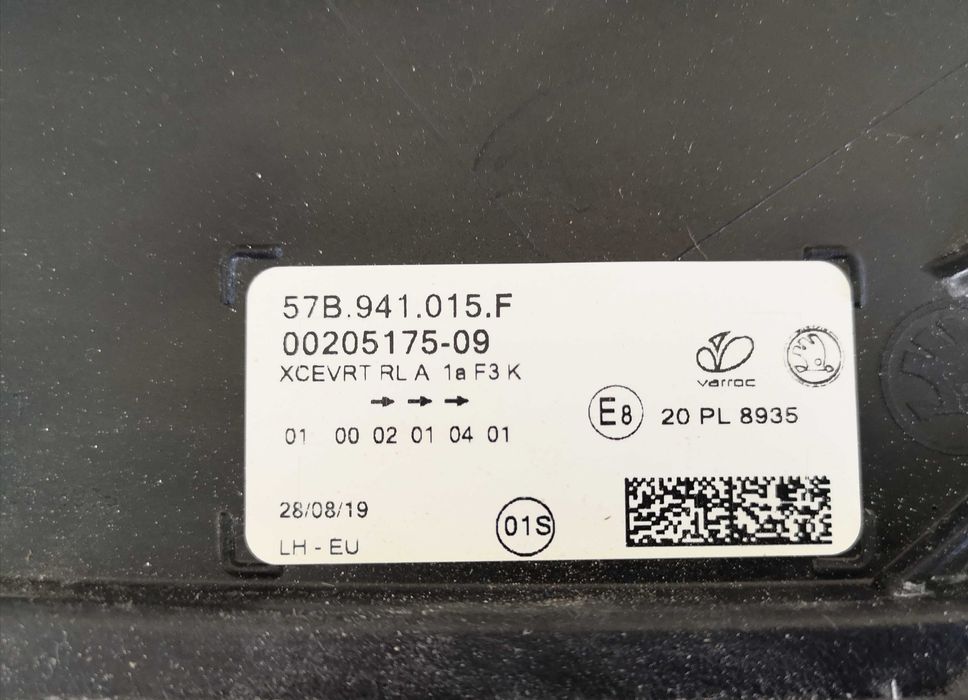 57B.941.015.F
00205175-09
XCEVRT RL A 1a F3 K
varroc
E8 20 PL 8935
01 00 02 01 04 01
28/08/19
01S
LH - EU